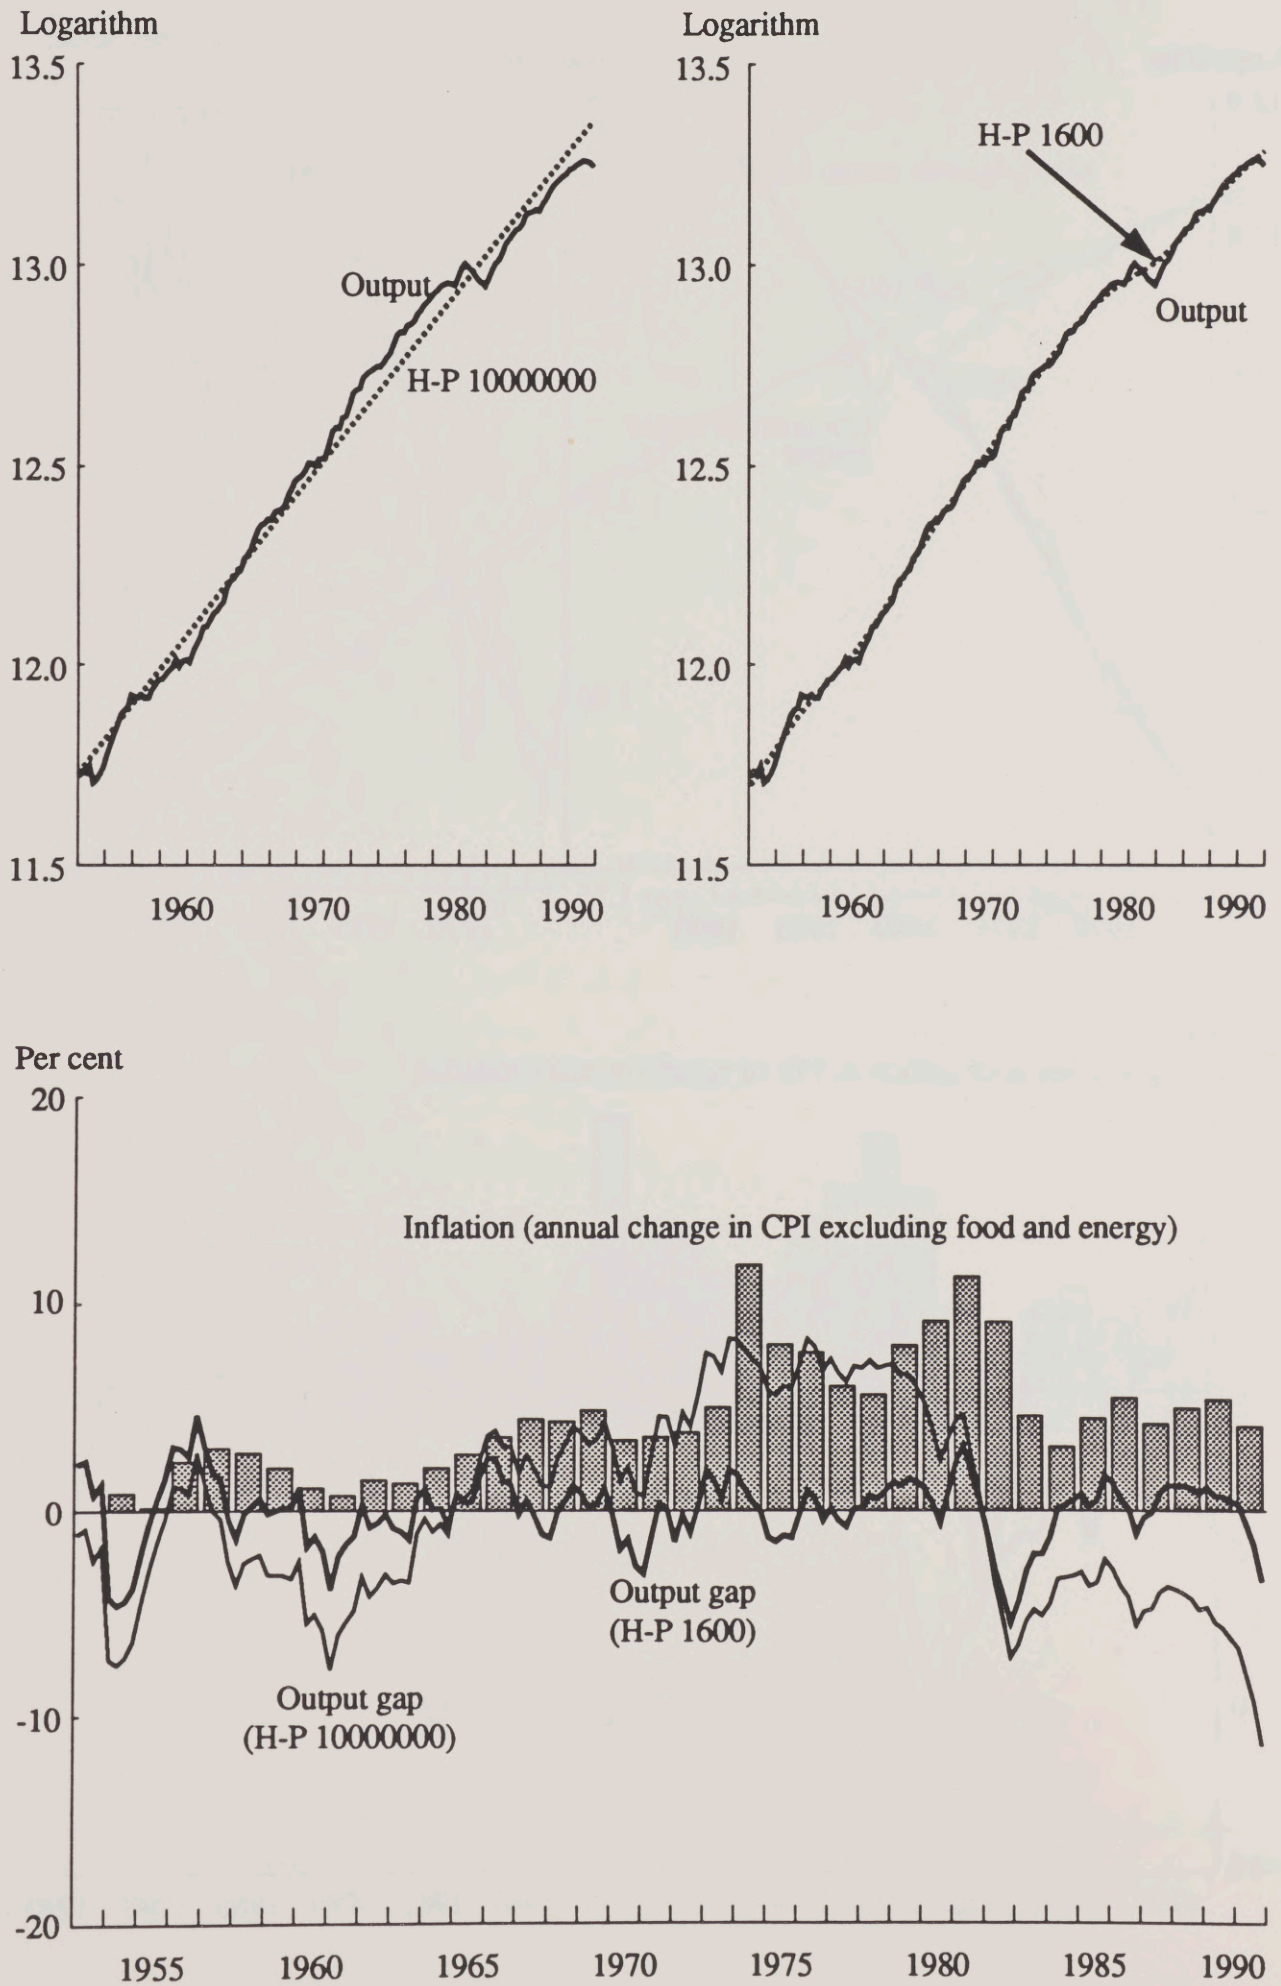 Logarithm
13.5
13.0
12.5
12.0
11.5
Output
H-P 10000000
1960 1970 1980 1990
Logarithm
13.5
13.0
12.5
12.0
11.5
H-P 1600
Output
1960 1970 1980 1990
Per cent
20
10
0
-10
-20
Inflation (annual change in CPI excluding food and energy)
Output gap
(H-P 1600)
Output gap
(H-P 10000000)
1955 1960 1965 1970 1975 1980 1985 1990